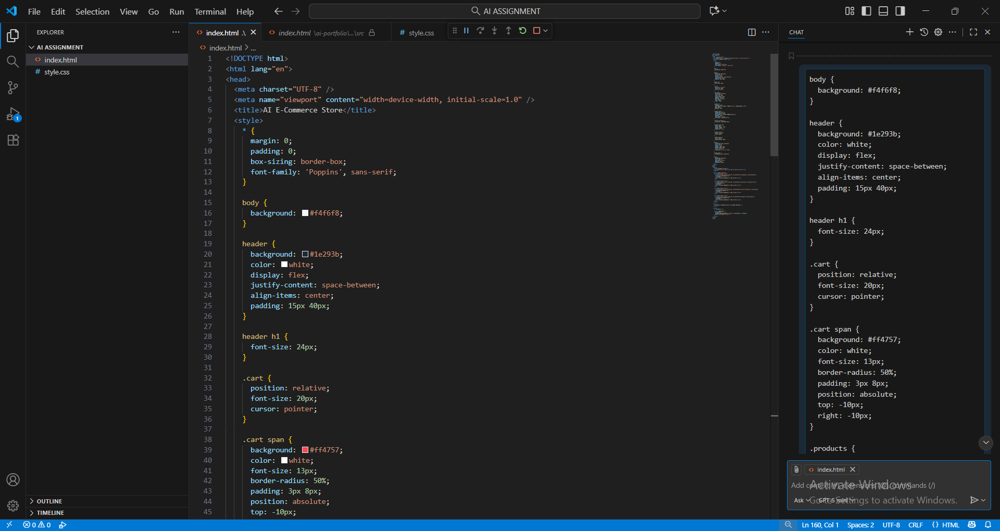 File Edit Selection View Go Run Terminal Help
AI ASSIGNMENT
EXPLORER
AI ASSIGNMENT
index.html
style.css
OUTLINE
TIMELINE
index.html .\
index.html \ai-portfolio\...\src
style.css
index.html > ...
1 <!DOCTYPE html>
2 <html lang="en">
3 <head>
4 <meta charset="UTF-8" />
5 <meta name="viewport" content="width=device-width, initial-scale=1.0" />
6 <title>AI E-Commerce Store</title>
7 <style>
8 * {
9 margin: 0;
10 padding: 0;
11 box-sizing: border-box;
12 font-family: 'Poppins', sans-serif;
13 }
14
15 body {
16 background: #f4f6f8;
17 }
18
19 header {
20 background: #1e293b;
21 color: white;
22 display: flex;
23 justify-content: space-between;
24 align-items: center;
25 padding: 15px 40px;
26 }
27
28 header h1 {
29 font-size: 24px;
30 }
31
32 .cart {
33 position: relative;
34 font-size: 20px;
35 cursor: pointer;
36 }
37
38 .cart span {
39 background: #ff4757;
40 color: white;
41 font-size: 13px;
42 border-radius: 50%;
43 padding: 3px 8px;
44 position: absolute;
45 top: -10px;
CHAT
body {
background: #f4f6f8;
}
header {
background: #1e293b;
color: white;
display: flex;
justify-content: space-between;
align-items: center;
padding: 15px 40px;
}
header h1 {
font-size: 24px;
}
.cart {
position: relative;
font-size: 20px;
cursor: pointer;
}
.cart span {
background: #ff4757;
color: white;
font-size: 13px;
border-radius: 50%;
padding: 3px 8px;
position: absolute;
top: -10px;
right: -10px;
}
.products {
index.html
Add context (#), extensions (@), commands (/)
Activate Windows
Ask GPT-5 mini
Go to Settings to activate Windows.
1
0 0
Ln 160, Col 1 Spaces: 2 UTF-8 CRLF {} HTML